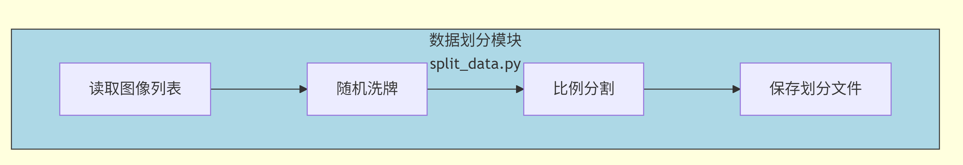 数据划分模块
split_data.py
读取图像列表
随机洗牌
比例分割
保存划分文件